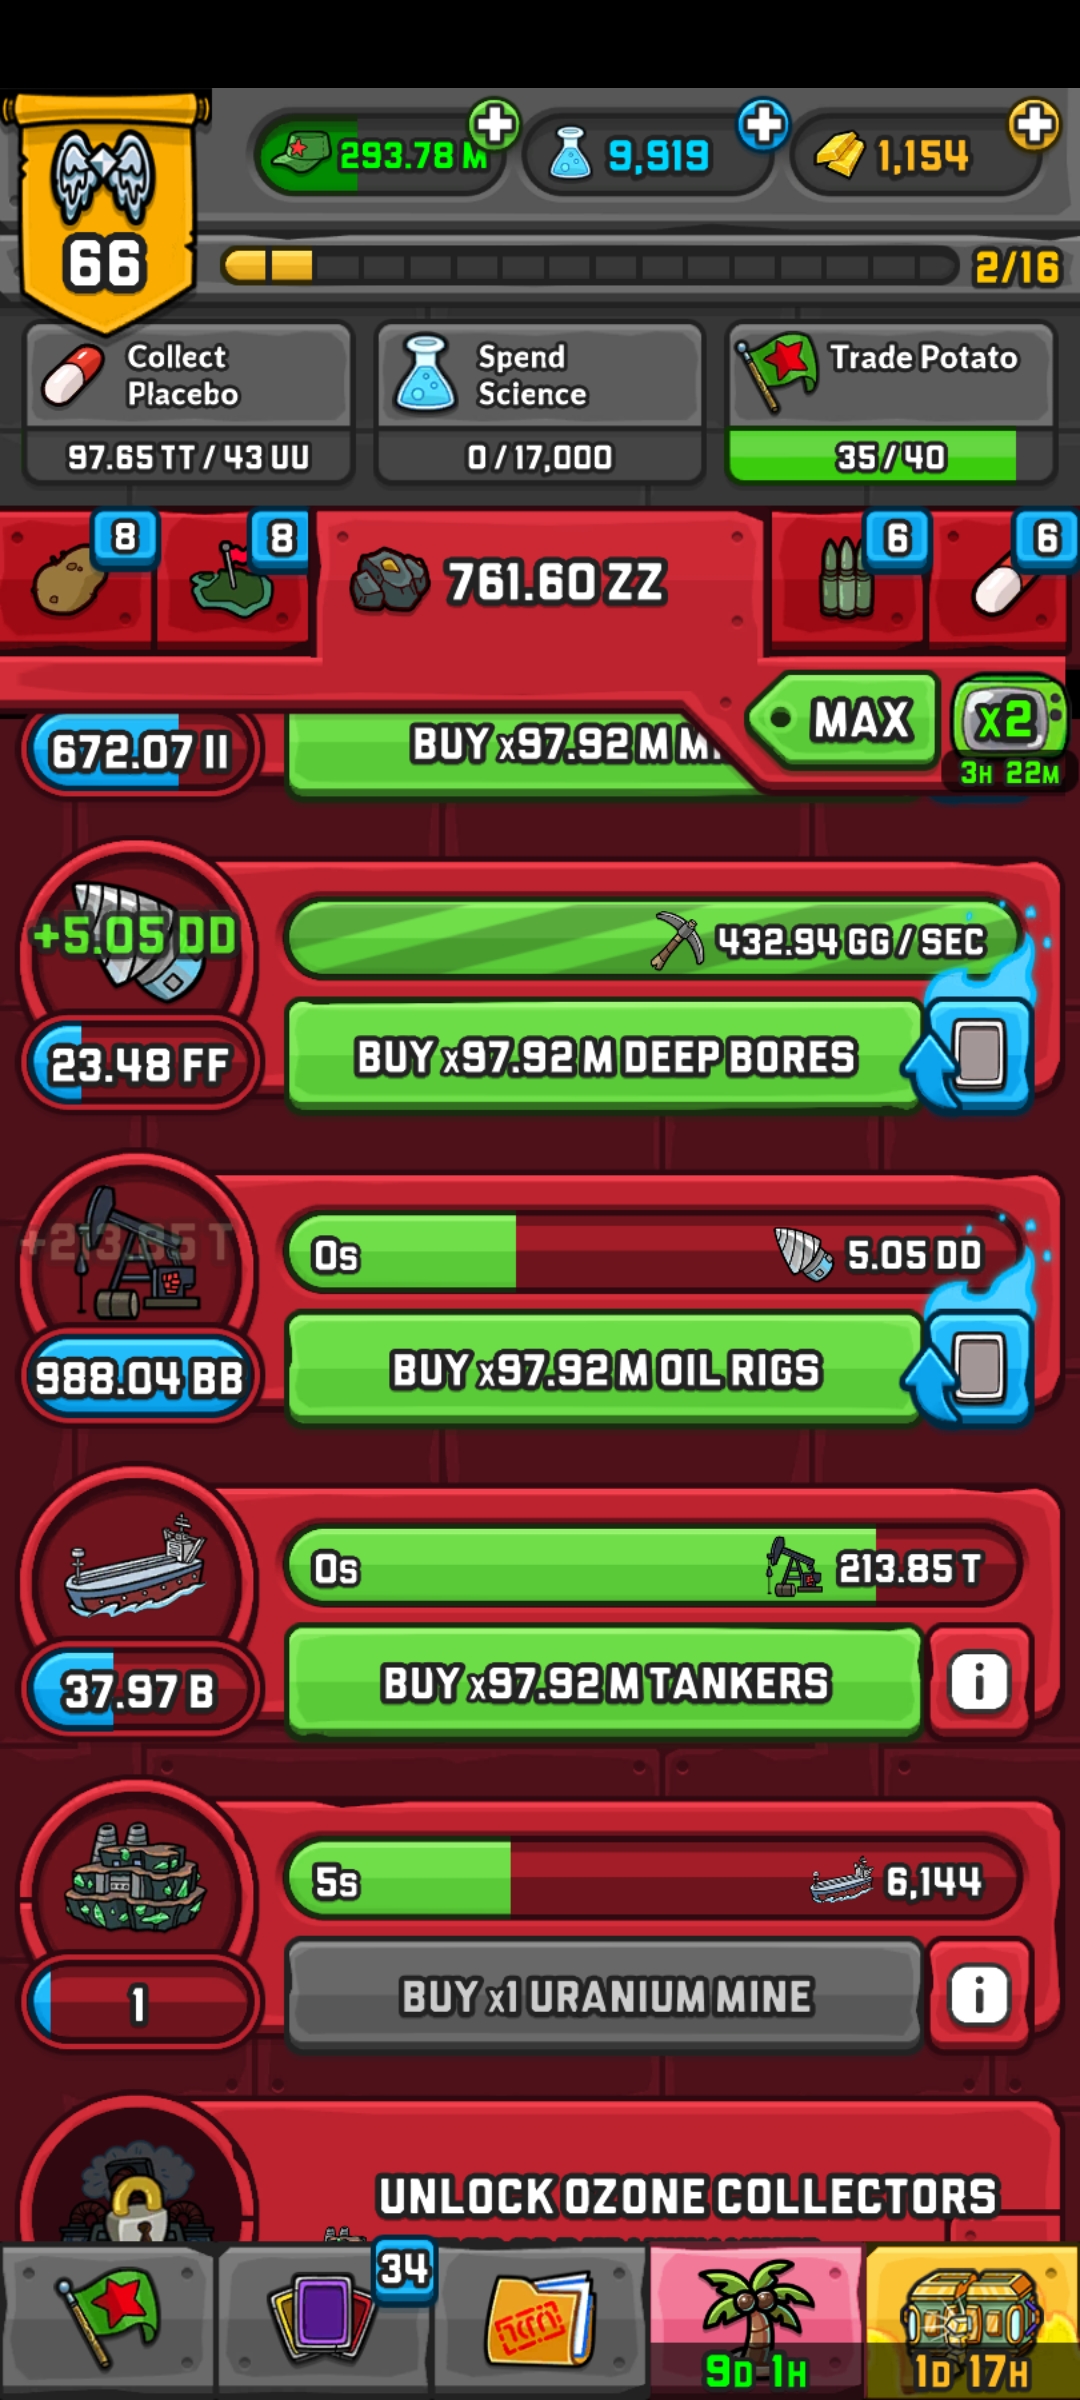 293.78 M
9,919
1,154
66
2/16
Collect
Placebo
Spend
Science
Trade Potato
97.65 TT / 43 UU
0 / 17,000
35 / 40
8
8
761.60 ZZ
6
6
MAX
x2
3H 22M
672.07 II
BUY x97.92 M
+5.05 DD
432.94 GG / SEC
23.48 FF
BUY x97.92 M DEEP BORES
+213.85 T
0s
5.05 DD
988.04 BB
BUY x97.92 M OIL RIGS
0s
213.85 T
37.97 B
BUY x97.92 M TANKERS
i
5s
6,144
1
BUY x1 URANIUM MINE
i
UNLOCK OZONE COLLECTORS
34
9D 1H
1D 17H